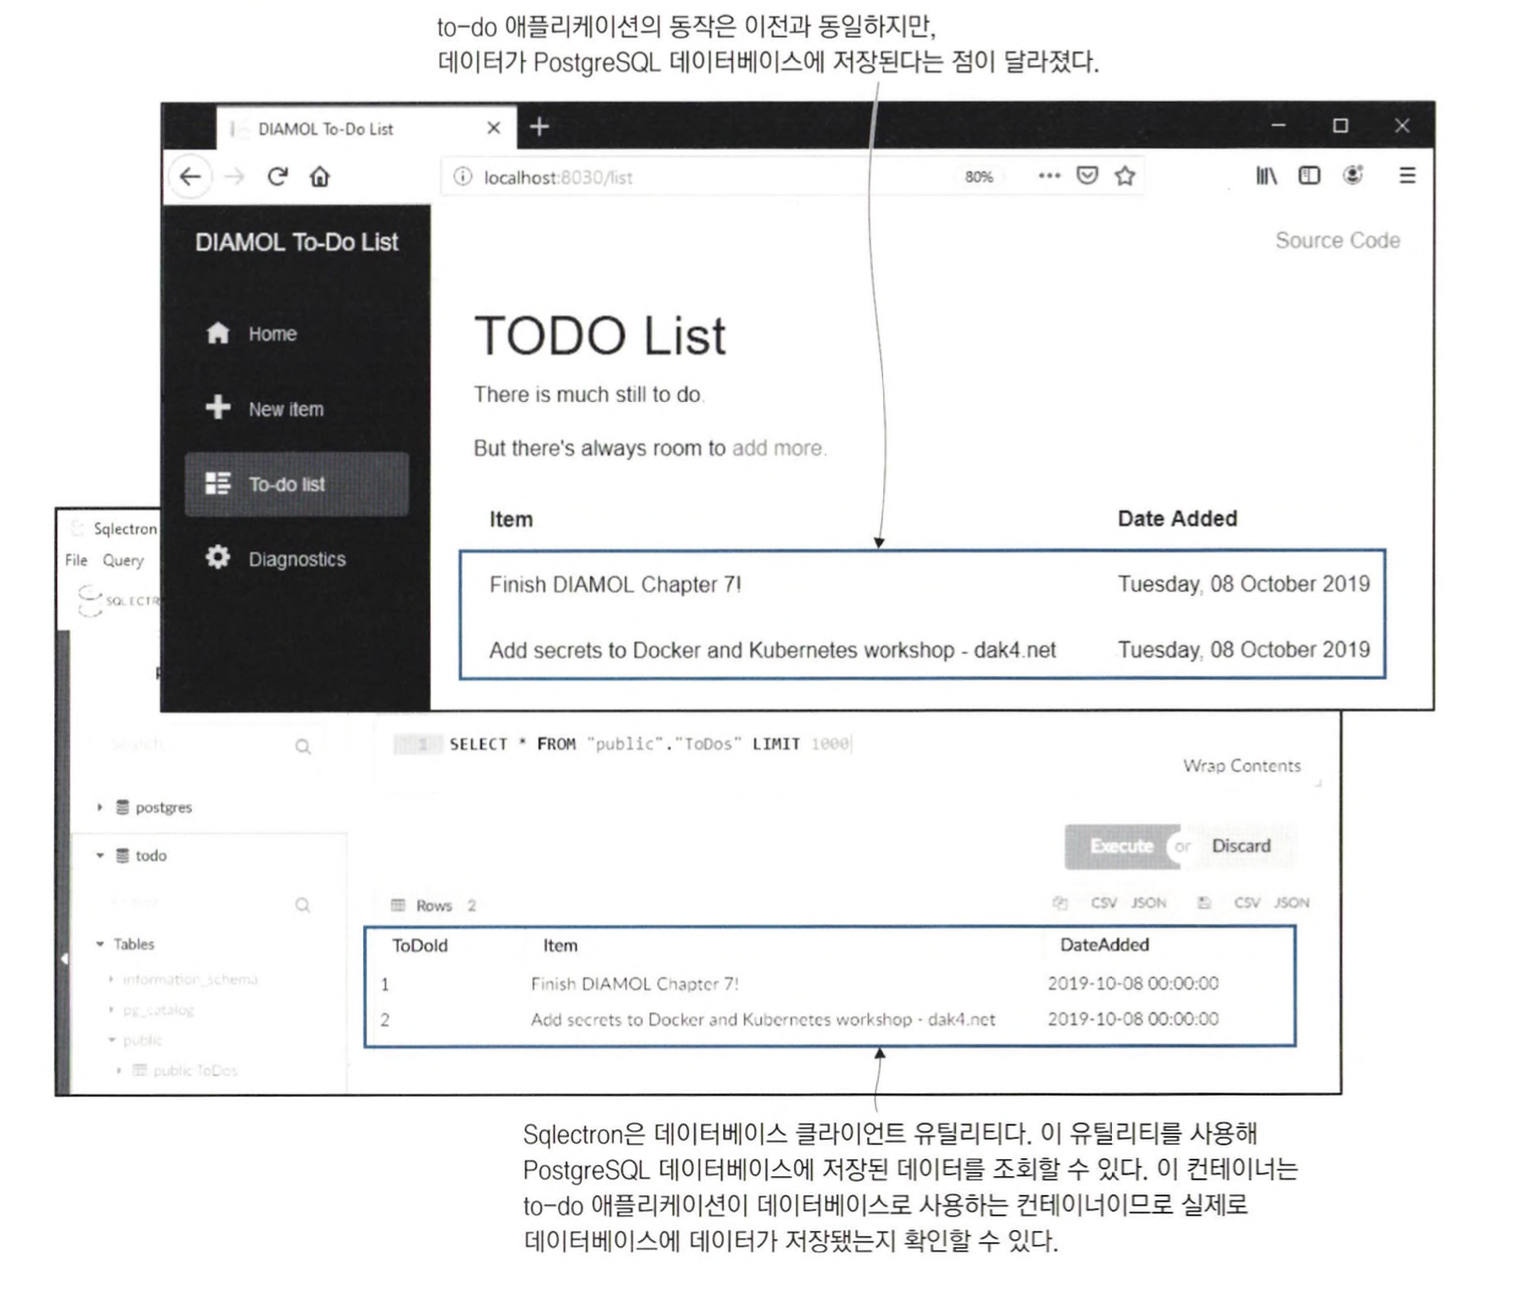 to-do 애플리케이션의 동작은 이전과 동일하지만,
데이터가 PostgreSQL 데이터베이스에 저장된다는 점이 달라졌다.
DIAMOL To-Do List
localhost:8030/list
80%
DIAMOL To-Do List
Source Code
Home
New item
To-do list
Diagnostics
TODO List
There is much still to do.
But there's always room to add more.
Item Date Added
Finish DIAMOL Chapter 7! Tuesday, 08 October 2019
Add secrets to Docker and Kubernetes workshop - dak4.net Tuesday, 08 October 2019
Sqlectron
File Query
SQLECTR
Search
1 SELECT * FROM "public"."ToDos" LIMIT 1000
Wrap Contents
postgres
todo
Execute or Discard
Rows 2
CSV JSON CSV JSON
Tables
information_schema
pg_catalog
public
public.ToDos
ToDoId Item DateAdded
1 Finish DIAMOL Chapter 7! 2019-10-08 00:00:00
2 Add secrets to Docker and Kubernetes workshop - dak4.net 2019-10-08 00:00:00
Sqlectron은 데이터베이스 클라이언트 유틸리티다. 이 유틸리티를 사용해
PostgreSQL 데이터베이스에 저장된 데이터를 조회할 수 있다. 이 컨테이너는
to-do 애플리케이션이 데이터베이스로 사용하는 컨테이너이므로 실제로
데이터베이스에 데이터가 저장됐는지 확인할 수 있다.